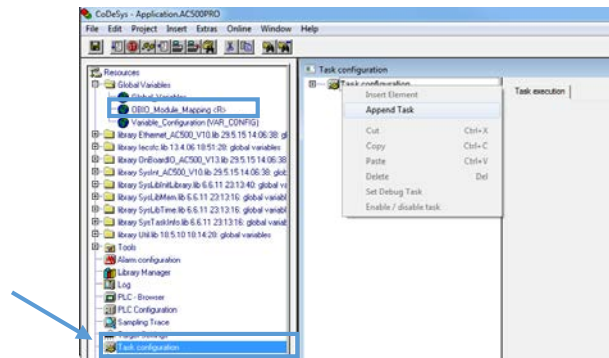 CoDeSys - Application.AC500PRO
File Edit Project Insert Extras Online Window Help
Resources
Global Variables
Global_Variables
OBIO_Module_Mapping <R>
Variable_Configuration (VAR_CONFIG)
library Ethernet_AC500_V10.lib 29.5.15 14:06:38: gl
library Iecsfc.lib 13.4.06 18:51:28: global variables
library OnBoardIO_AC500_V13.lib 29.5.15 14:06:38
library SysInt_AC500_V10.lib 29.5.15 14:06:38: glob
library SysLibInitLibrary.lib 6.6.11 23:13:40: global va
library SysLibMem.lib 6.6.11 23:13:16: global variabl
library SysLibTime.lib 6.6.11 23:13:16: global variabl
library SysTaskInfo.lib 6.6.11 23:13:16: global variabl
library Util.lib 18.5.10 18:14:28: global variables
Tools
Alarm configuration
Library Manager
Log
PLC - Browser
PLC Configuration
Sampling Trace
Target Settings
Task configuration
Task configuration
Task configuration
Insert Element
Append Task
Cut Ctrl+X
Copy Ctrl+C
Paste Ctrl+V
Delete Del
Set Debug Task
Enable / disable task
Task execution